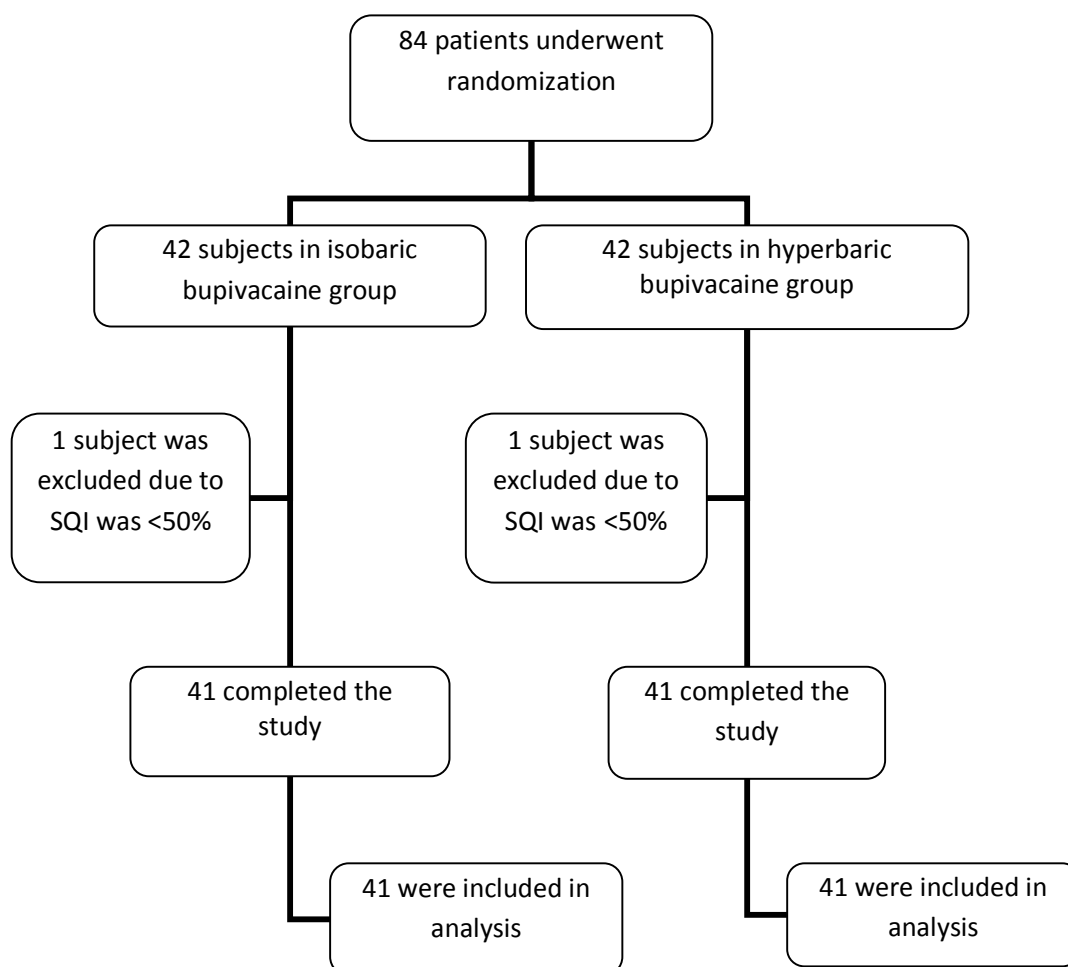 84 patients underwent
randomization
42 subjects in isobaric
bupivacaine group
42 subjects in hyperbaric
bupivacaine group
1 subject was
excluded due to
SQI was <50%
1 subject was
excluded due to
SQI was <50%
41 completed the
study
41 completed the
study
41 were included in
analysis
41 were included in
analysis